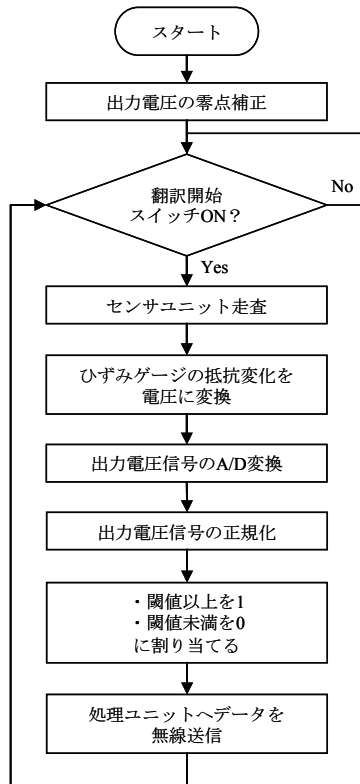 スタート
出力電圧の零点補正
翻訳開始
スイッチON？
No
Yes
センサユニット走査
ひずみゲージの抵抗変化を
電圧に変換
出力電圧信号のA/D変換
出力電圧信号の正規化
・閾値以上を1
・閾値未満を0
に割り当てる
処理ユニットへデータを
無線送信